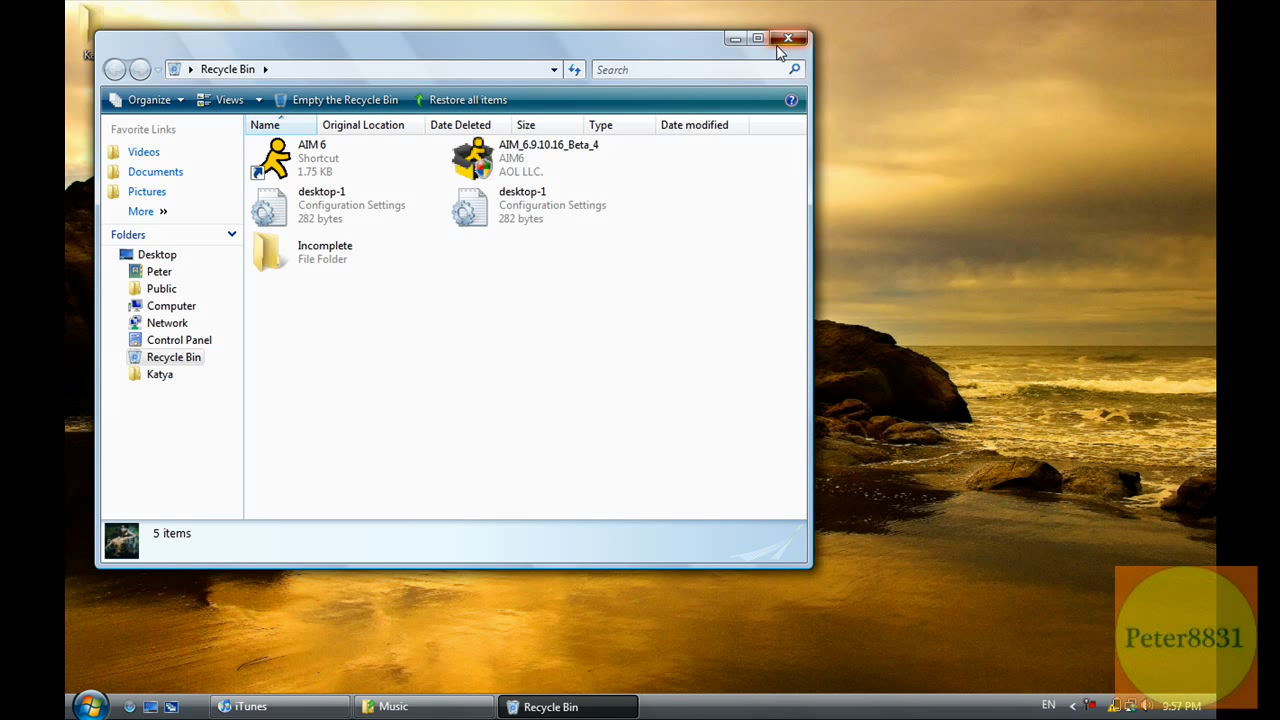 Recycle Bin
Search
Organize
Views
Empty the Recycle Bin
Restore all items
Favorite Links
Videos
Documents
Pictures
More »
Folders
Desktop
Peter
Public
Computer
Network
Control Panel
Recycle Bin
Katya
Name
Original Location
Date Deleted
Size
Type
Date modified
AIM 6
Shortcut
1.75 KB
AIM_6.9.10.16_Beta_4
AIM6
AOL LLC.
desktop-1
Configuration Settings
282 bytes
desktop-1
Configuration Settings
282 bytes
Incomplete
File Folder
5 items
Peter8831
iTunes
Music
Recycle Bin
EN
9:57 PM